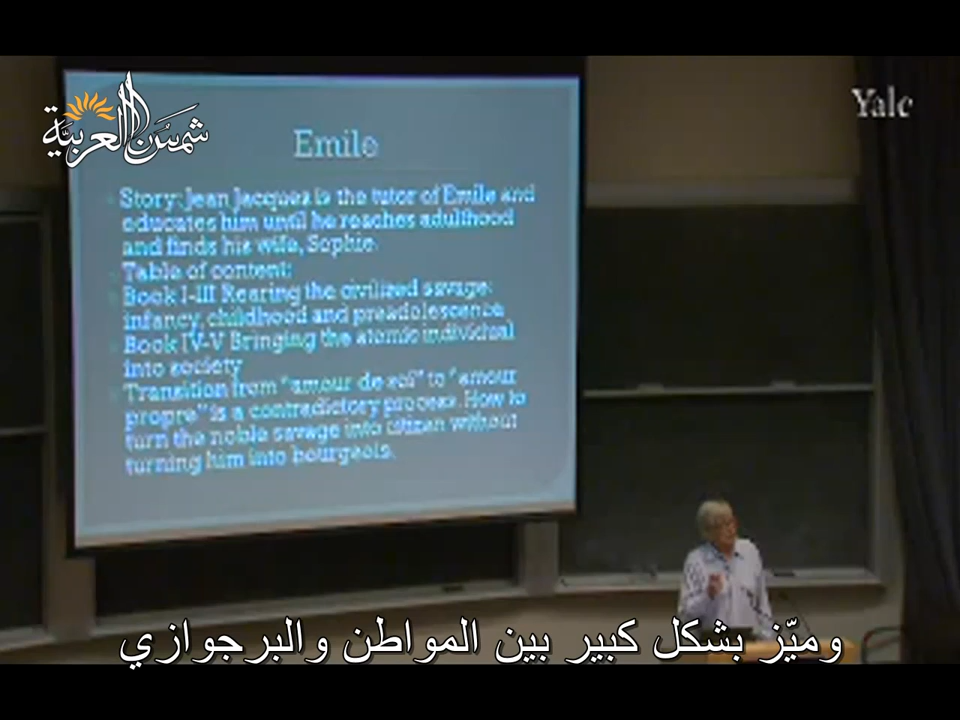 شمس العربية
Yale
Emile
Story: Jean Jacques is the tutor of Emile and
educates him until he reaches adulthood
and finds his wife, Sophie.
Table of content:
Book I-III Rearing the civilized savage:
infancy, childhood and preadolescence
Book IV-V Bringing the atomic individual
into society
Transition from "amour de soi" to "amour
propre" is a contradictory process. How to
turn the noble savage into citizen without
turning him into bourgeois.
وميّز بشكل كبير بين المواطن والبرجوازي